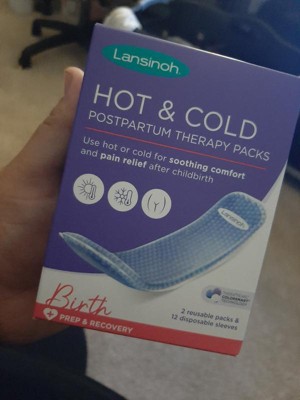 Lansinoh
HOT & COLD
POSTPARTUM THERAPY PACKS
Use hot or cold for soothing comfort
and pain relief after childbirth
Lansinoh
Birth
PREP & RECOVERY
2 reusable packs &
12 disposable sleeves